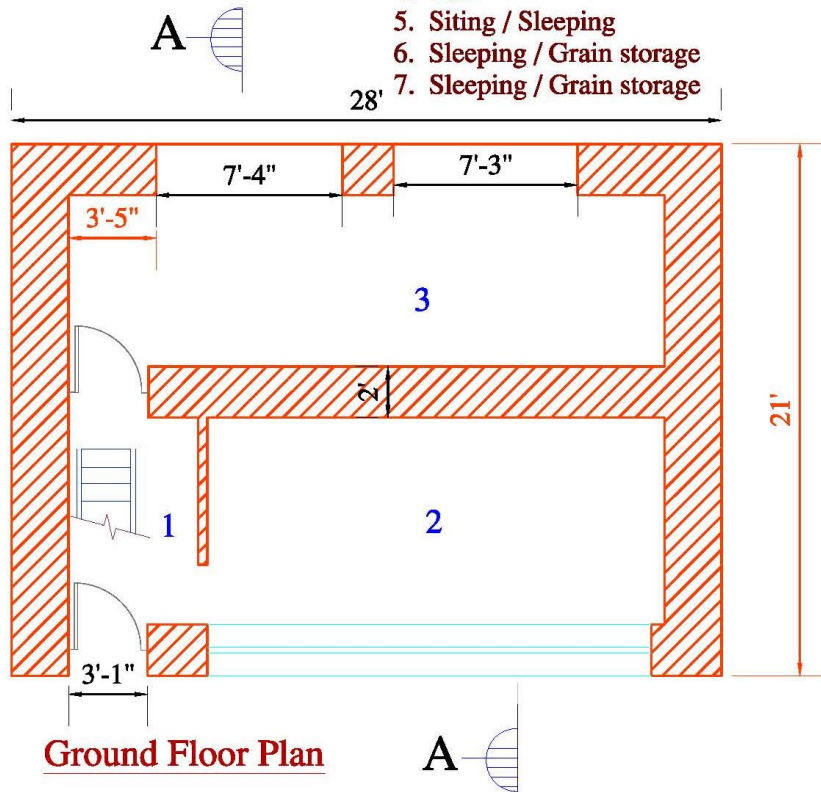 A
5. Siting / Sleeping
6. Sleeping / Grain storage
7. Sleeping / Grain storage
28'
7'-4"
7'-3"
3'-5"
3
2'
21'
1
2
3'-1"
Ground Floor Plan
A